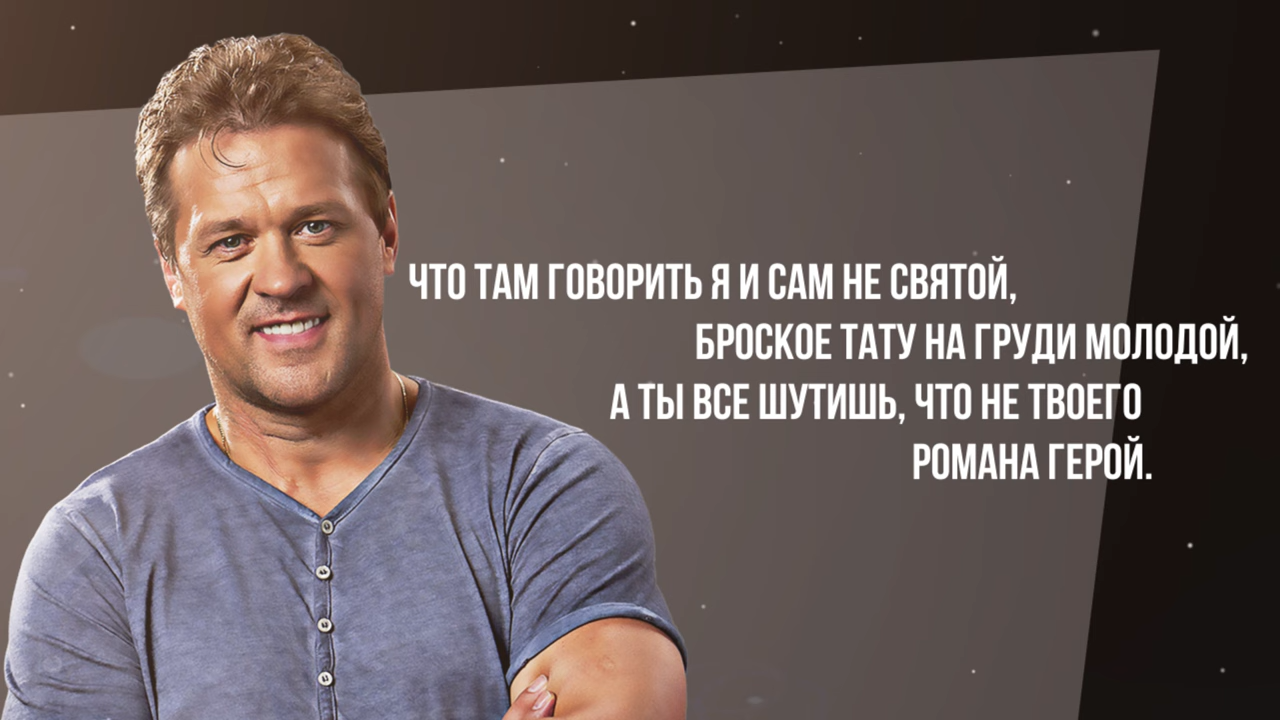 ЧТО ТАМ ГОВОРИТЬ Я И САМ НЕ СВЯТОЙ,
БРОСКОЕ ТАТУ НА ГРУДИ МОЛОДОЙ,
А ТЫ ВСЕ ШУТИШЬ, ЧТО НЕ ТВОЕГО
РОМАНА ГЕРОЙ.